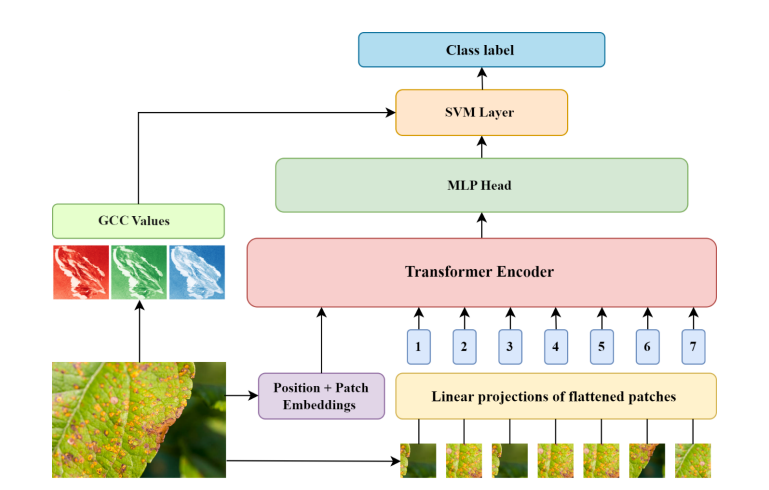 Class label
SVM Layer
MLP Head
GCC Values
Transformer Encoder
1 2 3 4 5 6 7
Position + Patch
Embeddings
Linear projections of flattened patches